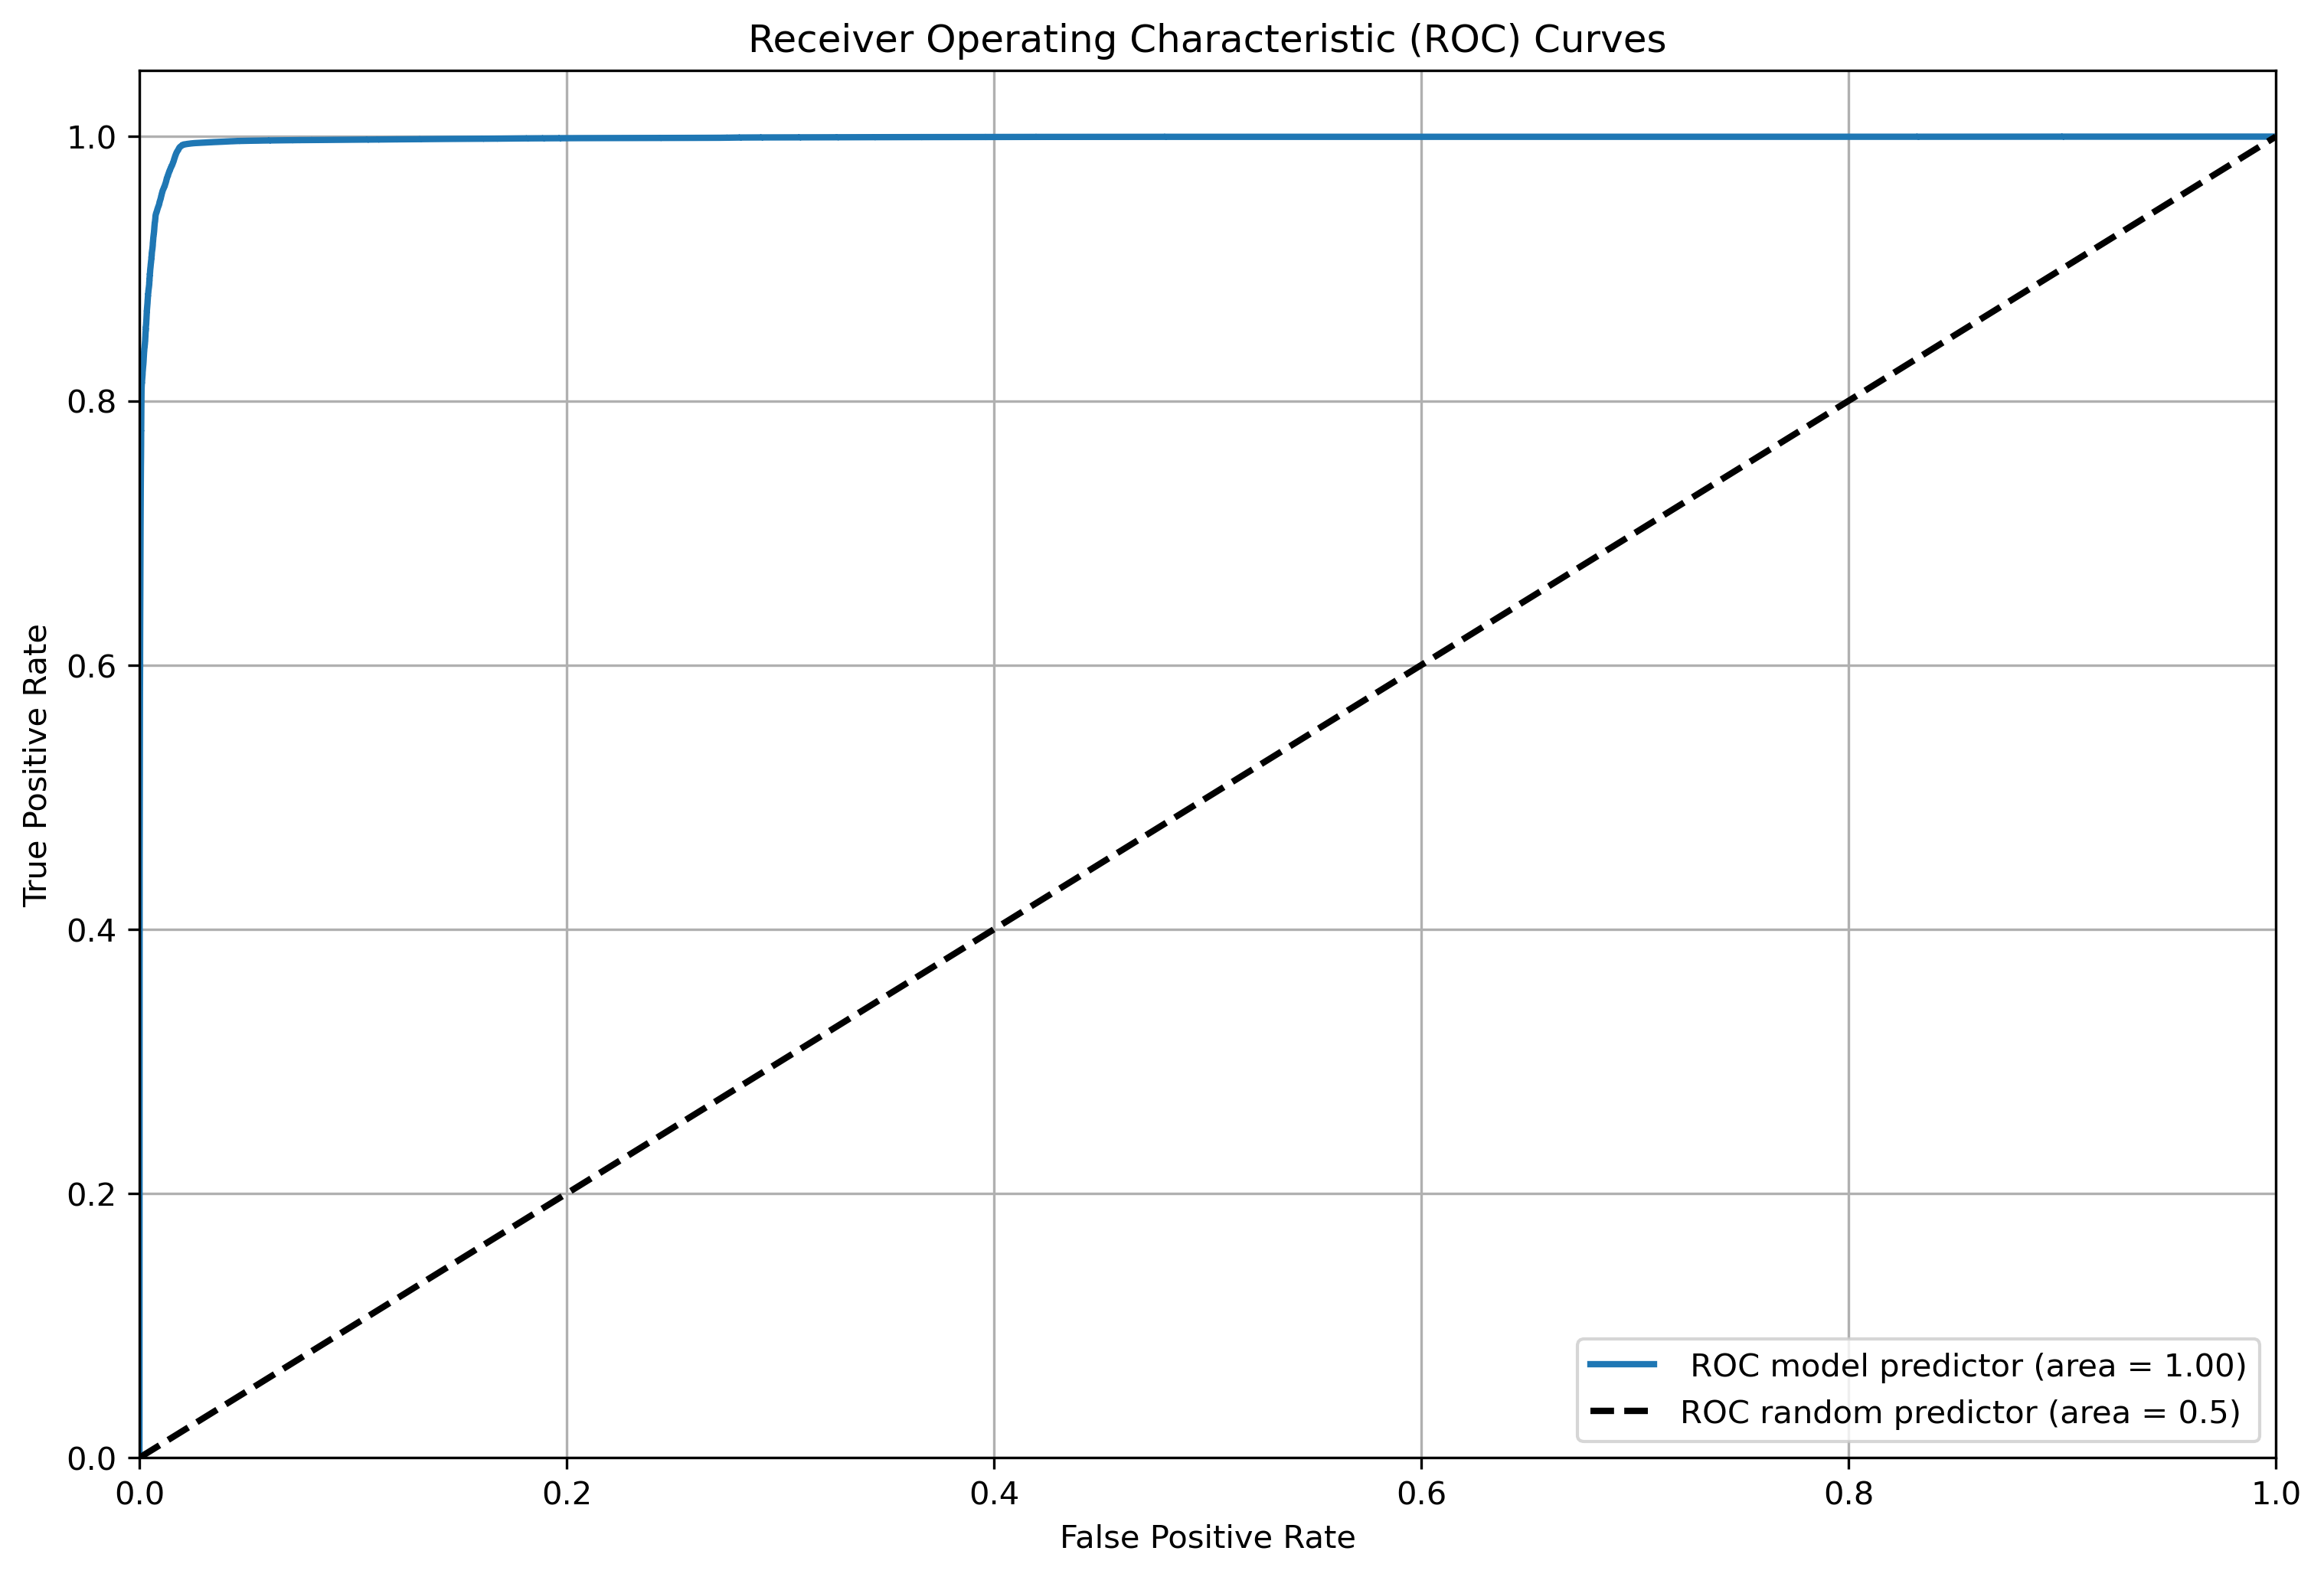 Receiver Operating Characteristic (ROC) Curves
True Positive Rate
1.0
0.8
0.6
0.4
0.2
0.0
0.0 0.2 0.4 0.6 0.8 1.0
False Positive Rate
ROC model predictor (area = 1.00)
ROC random predictor (area = 0.5)